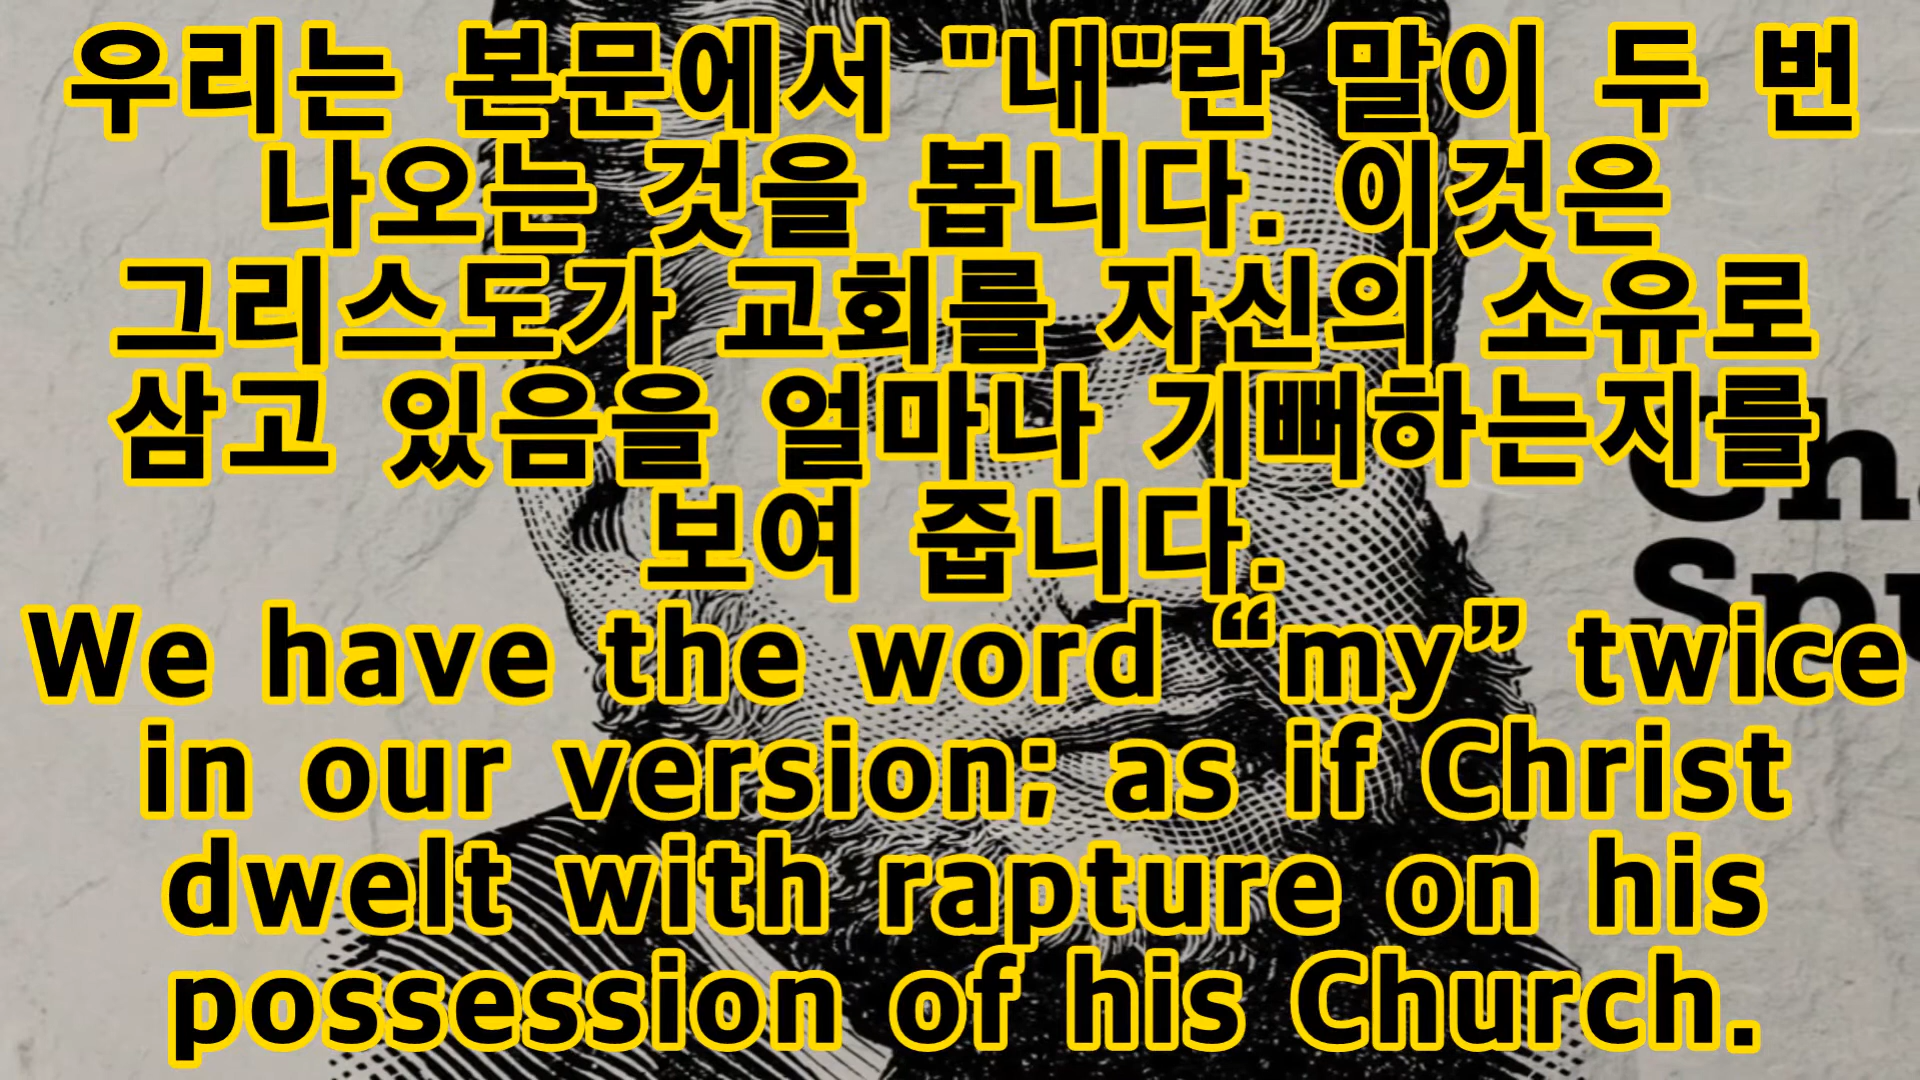 우리는 본문에서 "내"란 말이 두 번
나오는 것을 봅니다. 이것은
그리스도가 교회를 자신의 소유로
삼고 있음을 얼마나 기뻐하는지를
보여 줍니다.
We have the word “my” twice
in our version; as if Christ
dwelt with rapture on his
possession of his Church.